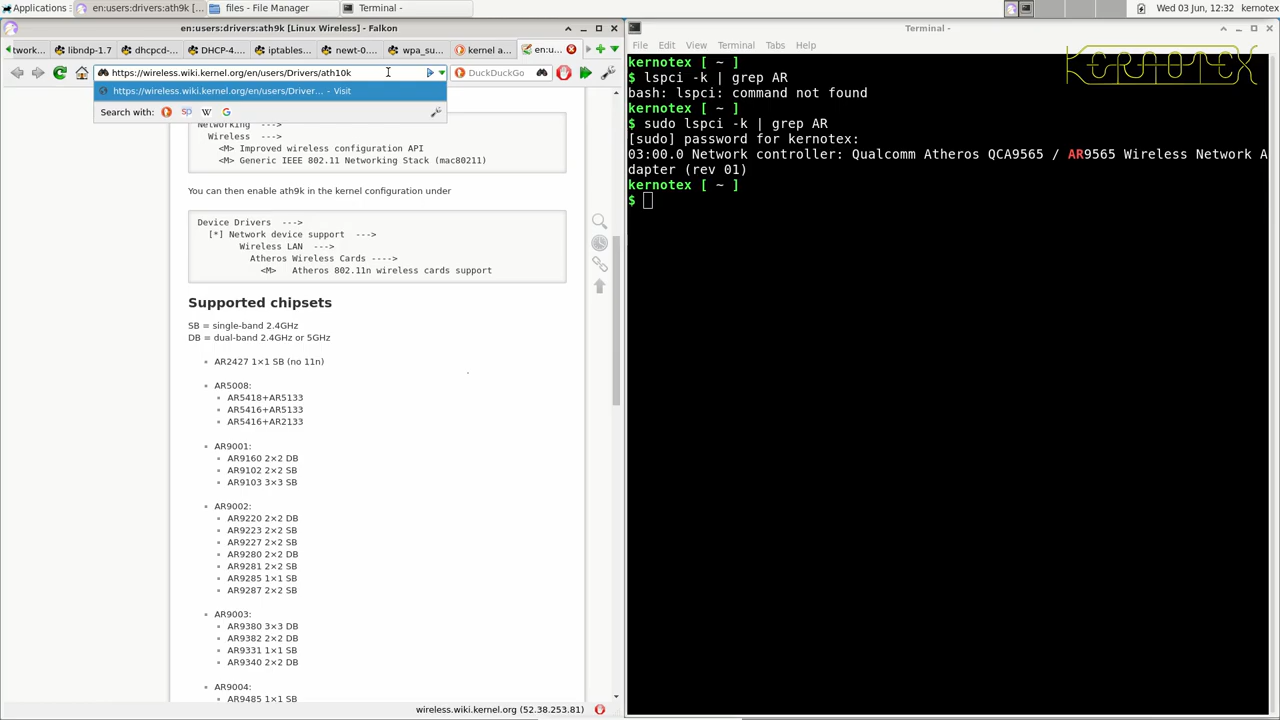 Applications
en:users:drivers:ath9k [...
files - File Manager
Terminal -
Wed 03 Jun, 12:32 kernotex
en:users:drivers:ath9k [Linux Wireless] - Falkon
twork...
libndp-1.7
dhcpcd-...
DHCP-4....
iptables...
newt-0....
wpa_su...
kernel a...
en:u...
https://wireless.wiki.kernel.org/en/users/Drivers/ath10k
DuckDuckGo
https://wireless.wiki.kernel.org/en/users/Driver... - Visit
Search with:
Networking --->
Wireless --->
<M> Improved wireless configuration API
<M> Generic IEEE 802.11 Networking Stack (mac80211)
You can then enable ath9k in the kernel configuration under
Device Drivers --->
[*] Network device support --->
Wireless LAN --->
Atheros Wireless Cards ---->
<M> Atheros 802.11n wireless cards support
Supported chipsets
SB = single-band 2.4GHz
DB = dual-band 2.4GHz or 5GHz
AR2427 1×1 SB (no 11n)
AR5008:
AR5418+AR5133
AR5416+AR5133
AR5416+AR2133
AR9001:
AR9160 2×2 DB
AR9102 2×2 SB
AR9103 3×3 SB
AR9002:
AR9220 2×2 DB
AR9223 2×2 SB
AR9227 2×2 SB
AR9280 2×2 DB
AR9281 2×2 SB
AR9285 1×1 SB
AR9287 2×2 SB
AR9003:
AR9380 3×3 DB
AR9382 2×2 DB
AR9331 1×1 SB
AR9340 2×2 DB
AR9004:
AR9485 1×1 SB
wireless.wiki.kernel.org (52.38.253.81)
Terminal -
File Edit View Terminal Tabs Help
KERNOTEX
kernotex [ ~ ]
$ lspci -k | grep AR
bash: lspci: command not found
kernotex [ ~ ]
$ sudo lspci -k | grep AR
[sudo] password for kernotex:
03:00.0 Network controller: Qualcomm Atheros QCA9565 / AR9565 Wireless Network A
dapter (rev 01)
kernotex [ ~ ]
$